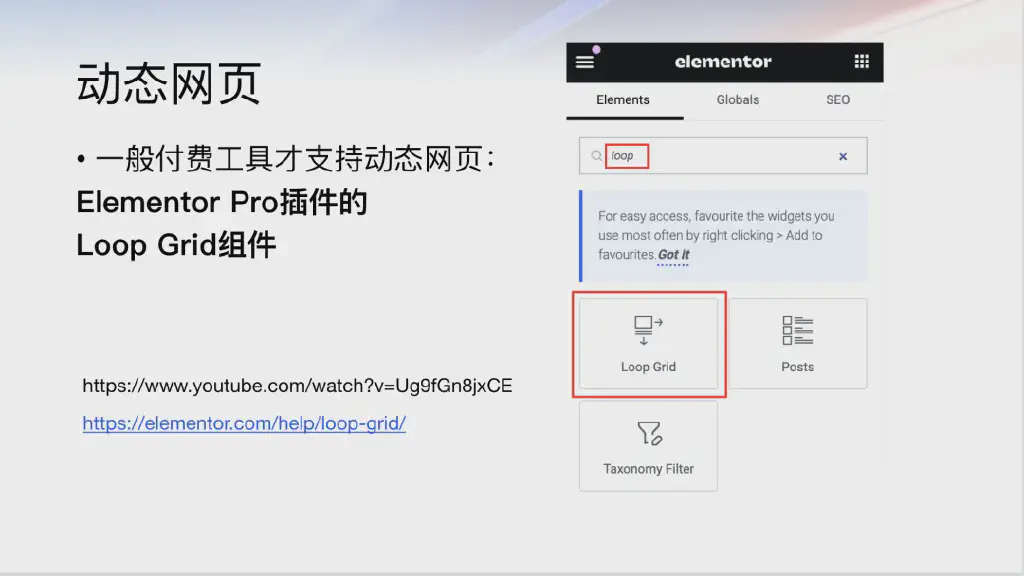 动态网页
• 一般付费工具才支持动态网页：
Elementor Pro插件的
Loop Grid组件
https://www.youtube.com/watch?v=Ug9fGn8jxCE
https://elementor.com/help/loop-grid/
elementor
Elements Globals SEO
loop
For easy access, favourite the widgets you
use most often by right clicking > Add to
favourites. Got It
Loop Grid Posts
Taxonomy Filter